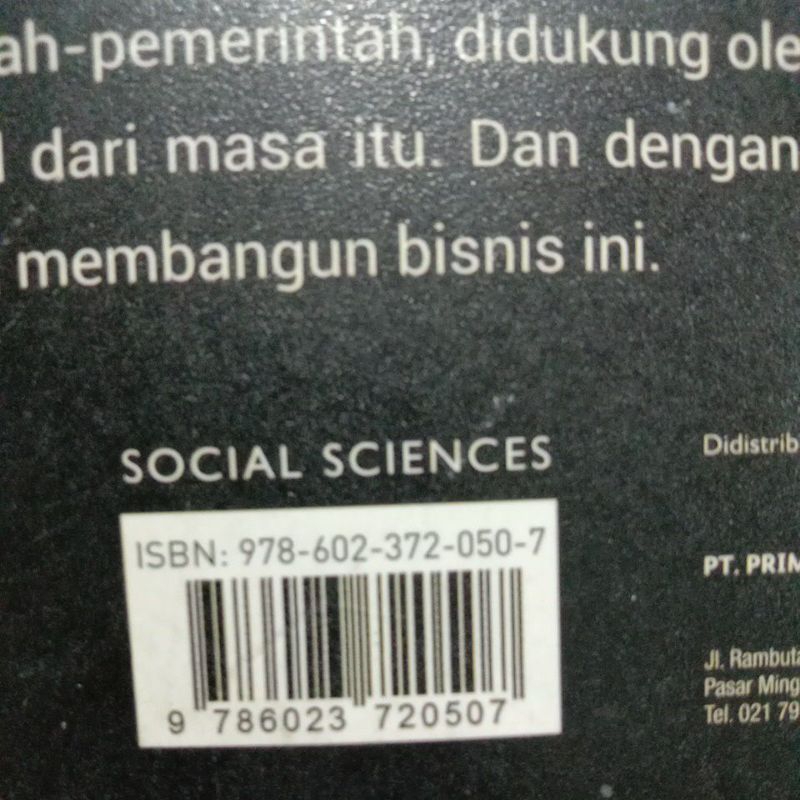 ah-pemerintah, didukung ole
dari masa itu. Dan dengan
membangun bisnis ini.
SOCIAL SCIENCES
ISBN: 978-602-372-050-7
9 786023 720507
Didistrib
PT. PRIM
Jl. Rambuta
Pasar Ming
Tel. 021 79